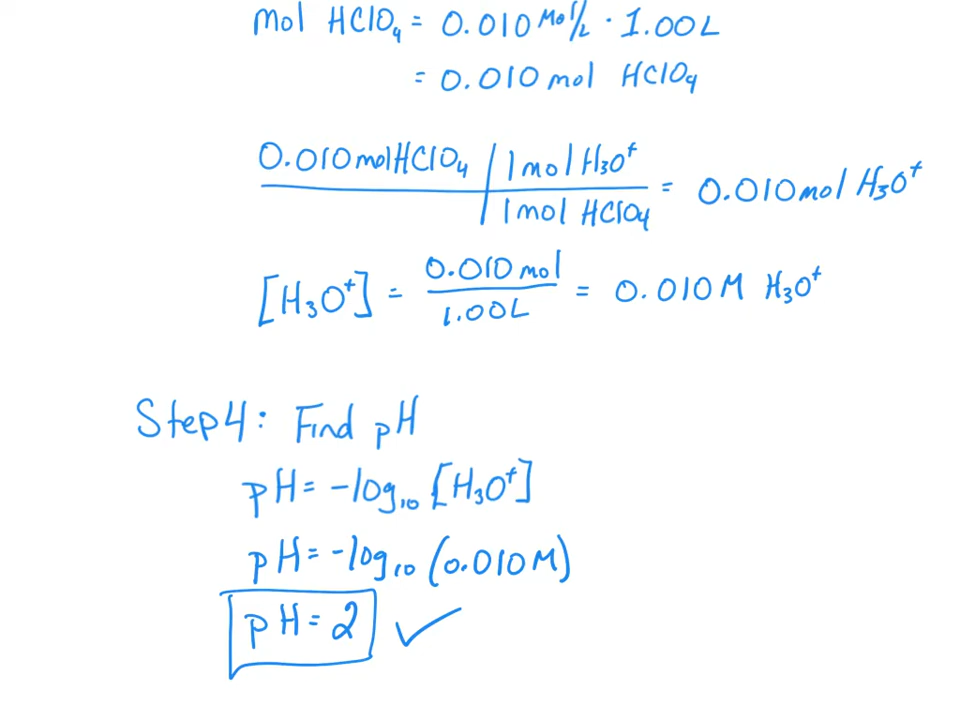 mol HClO₄ = 0.010 mol/L · 1.00L
= 0.010 mol HClO₄
0.010 mol HClO₄ | 1 mol H₃O⁺ = 0.010 mol H₃O⁺
1 mol HClO₄
[H₃O⁺] = 0.010 mol / 1.00L = 0.010 M H₃O⁺
Step 4: Find pH
pH = -log₁₀ [H₃O⁺]
pH = -log₁₀ (0.010 M)
pH = 2 ✓